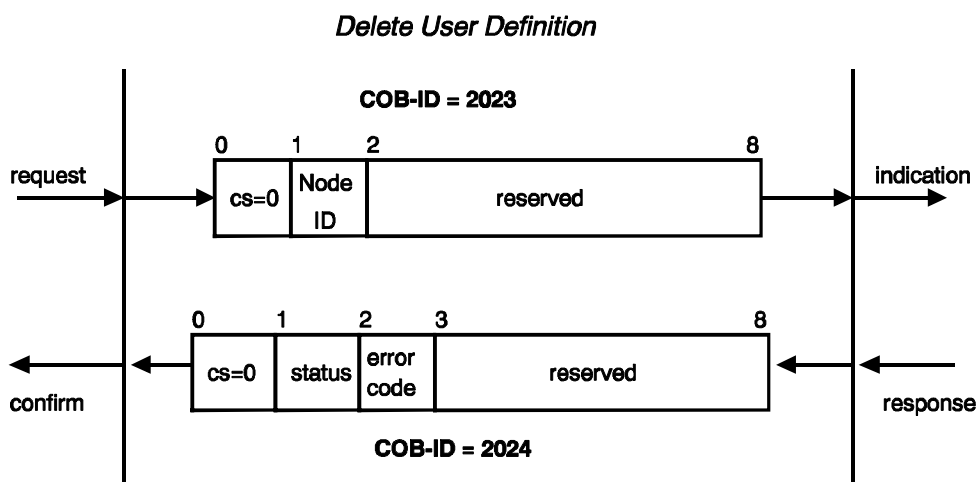 Delete User Definition
COB-ID = 2023
0 1 2 8
request
indication
cs=0
Node
ID
reserved
0 1 2 3 8
cs=0
status
error
code
reserved
confirm
response
COB-ID = 2024